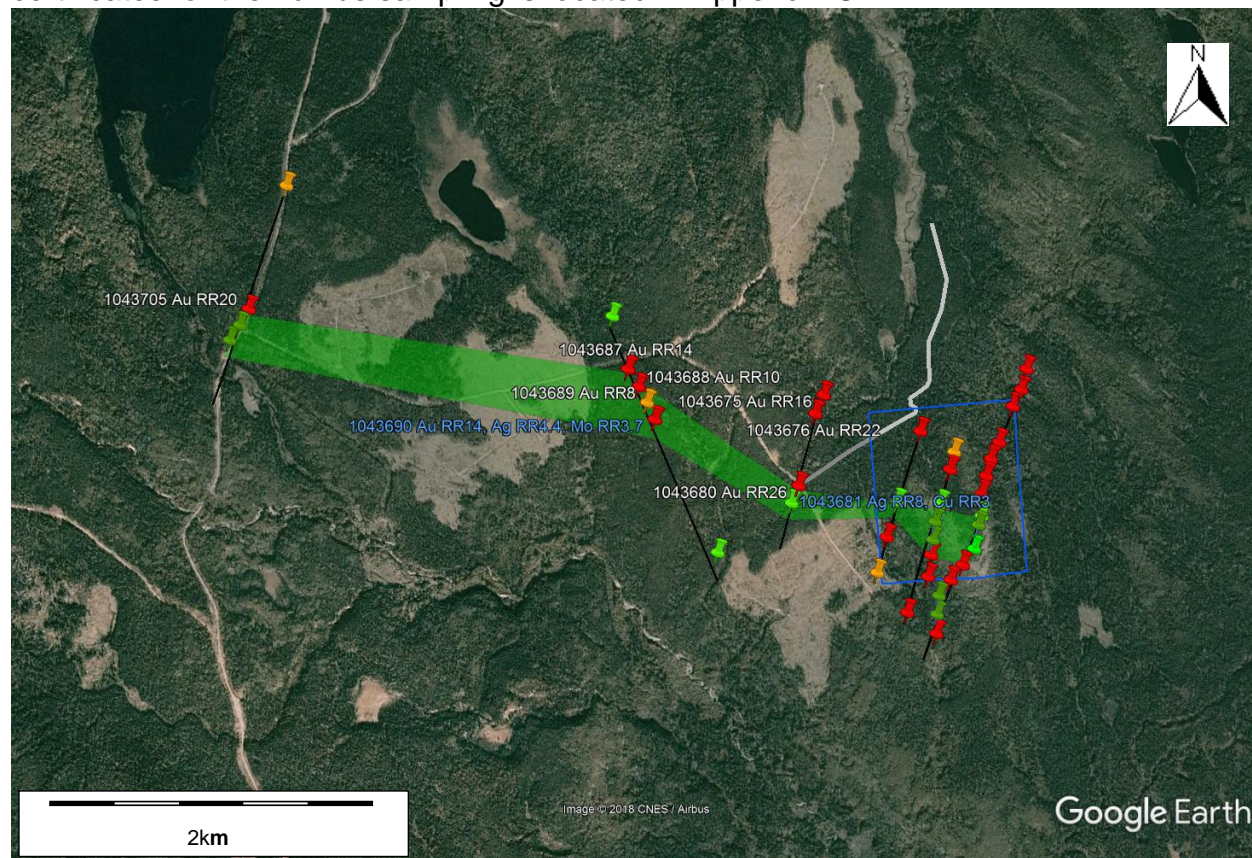 N
1043705 Au RR20
1043687 Au RR14
1043688 Au RR10
1043689 Au RR8
1043675 Au RR16
1043690 Au RR14, Ag RR4.4, Mo RR3.7
1043676 Au RR22
1043680 Au RR26
1043681 Ag RR8, Cu RR3
Image © 2018 CNES / Airbus
Google Earth
2km